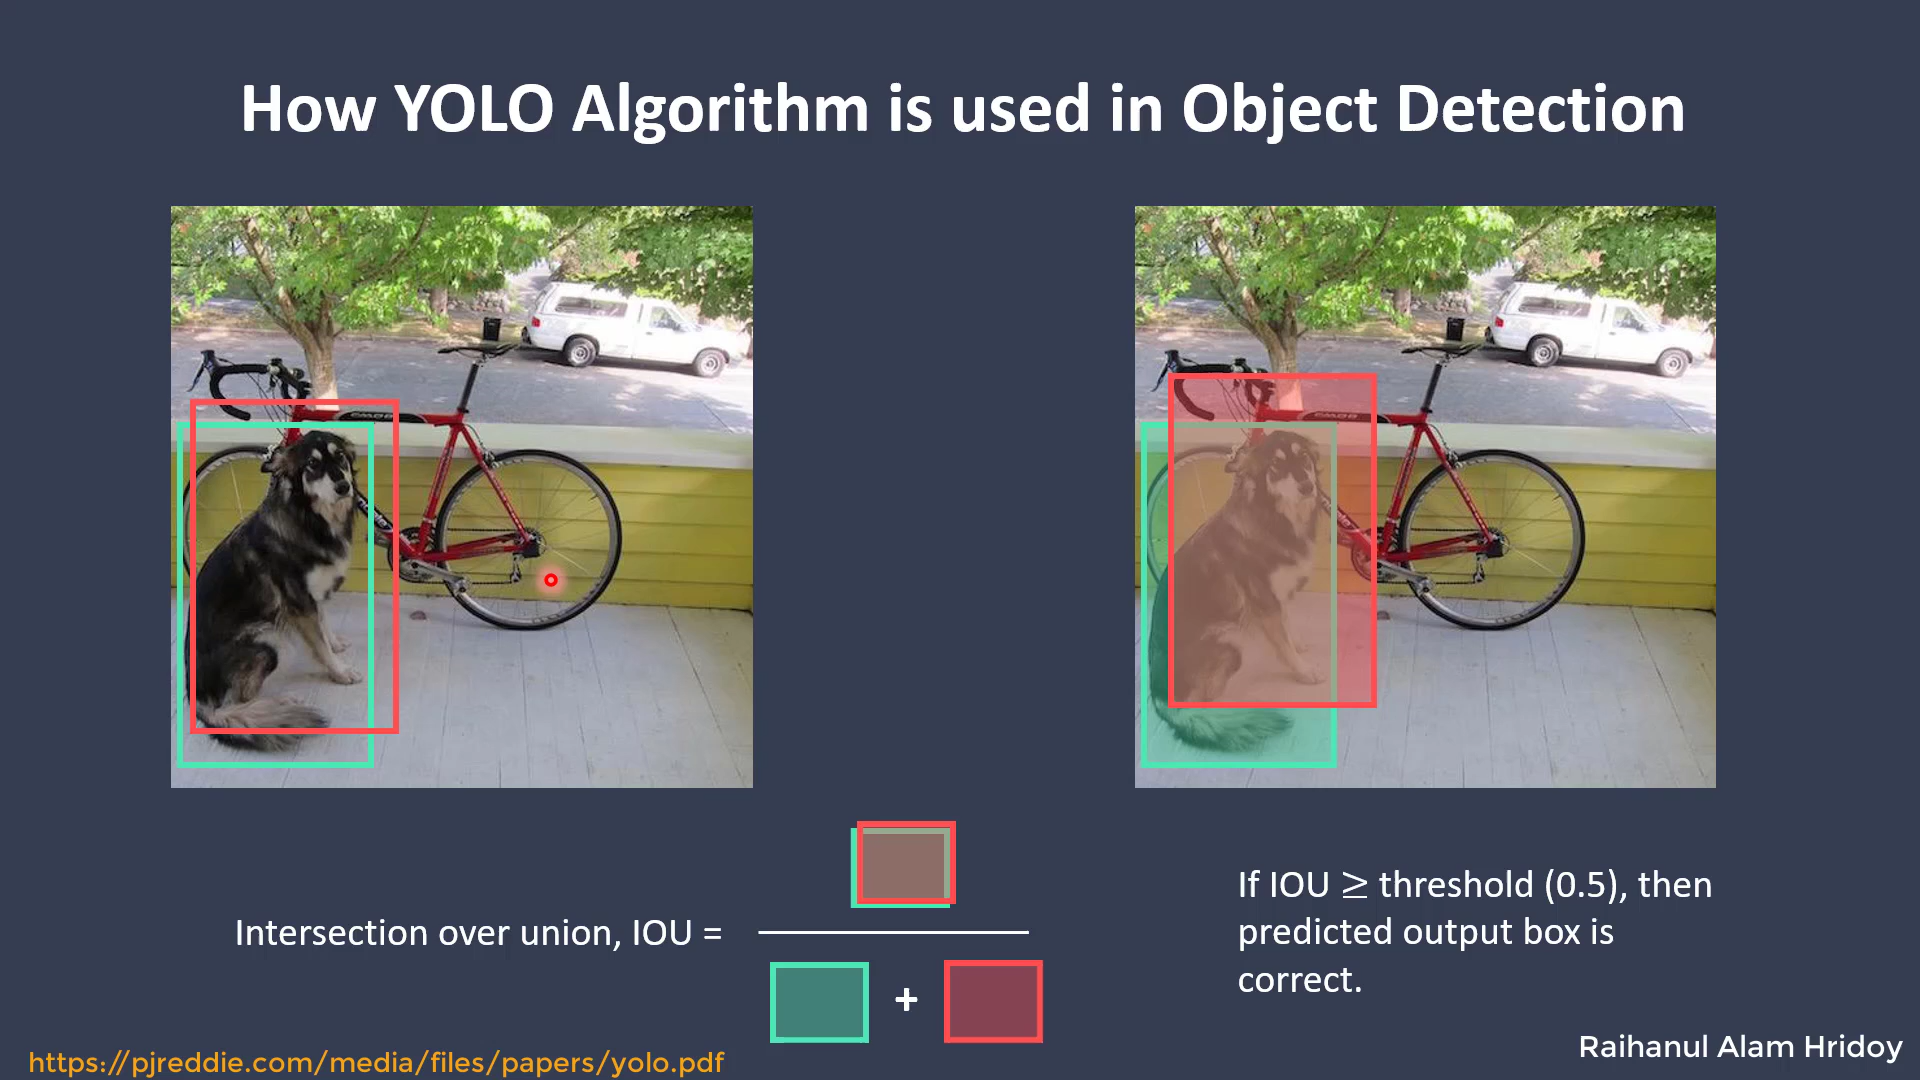 How YOLO Algorithm is used in Object Detection
Intersection over union, IOU =
+
If IOU ≥ threshold (0.5), then
predicted output box is
correct.
https://pjreddie.com/media/files/papers/yolo.pdf
Raihanul Alam Hridoy